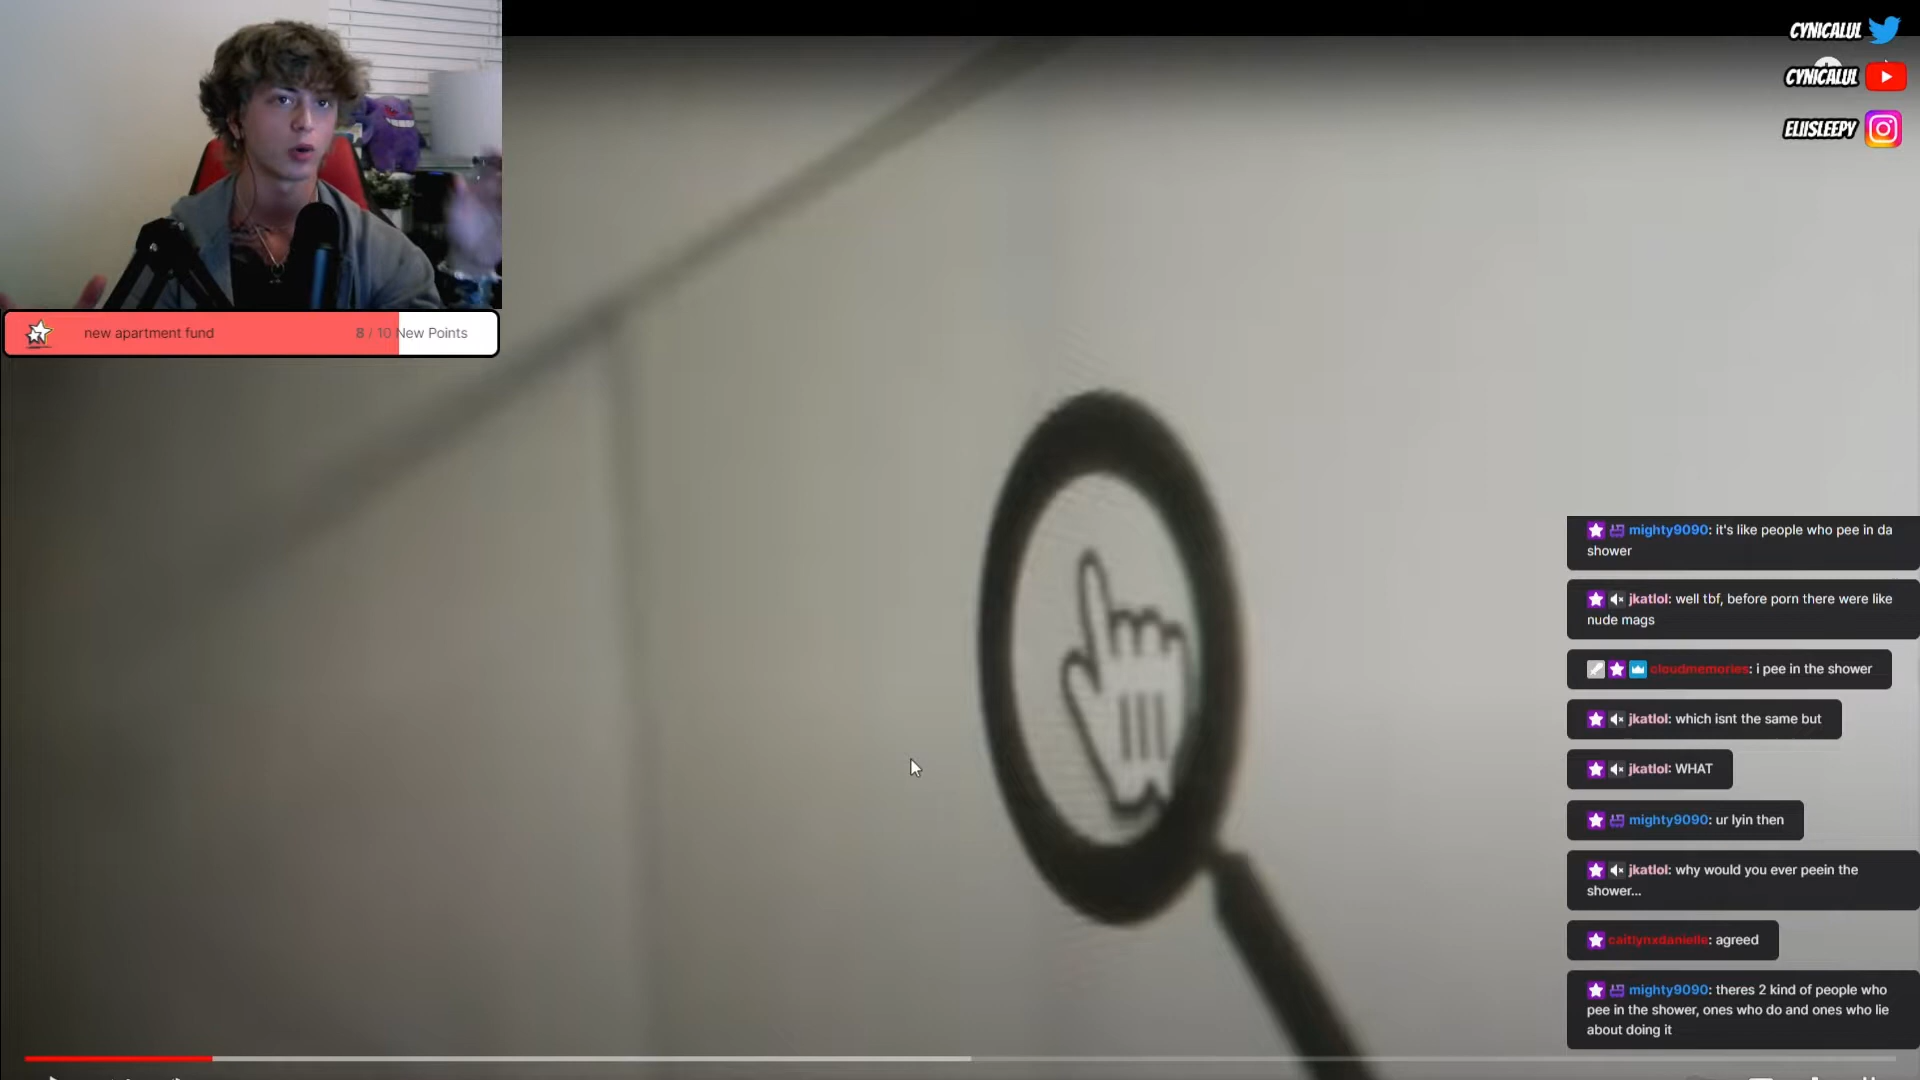 CYNICALUL
CYNICALUL
ELIISLEEPY
new apartment fund
8 / 10 New Points
mighty9090: it's like people who pee in da
shower
jkatlol: well tbf, before porn there were like
nude mags
cloudmemories: i pee in the shower
jkatlol: which isnt the same but
jkatlol: WHAT
mighty9090: ur lyin then
jkatlol: why would you ever peein the
shower...
caitlynxdanielle: agreed
mighty9090: theres 2 kind of people who
pee in the shower, ones who do and ones who lie
about doing it